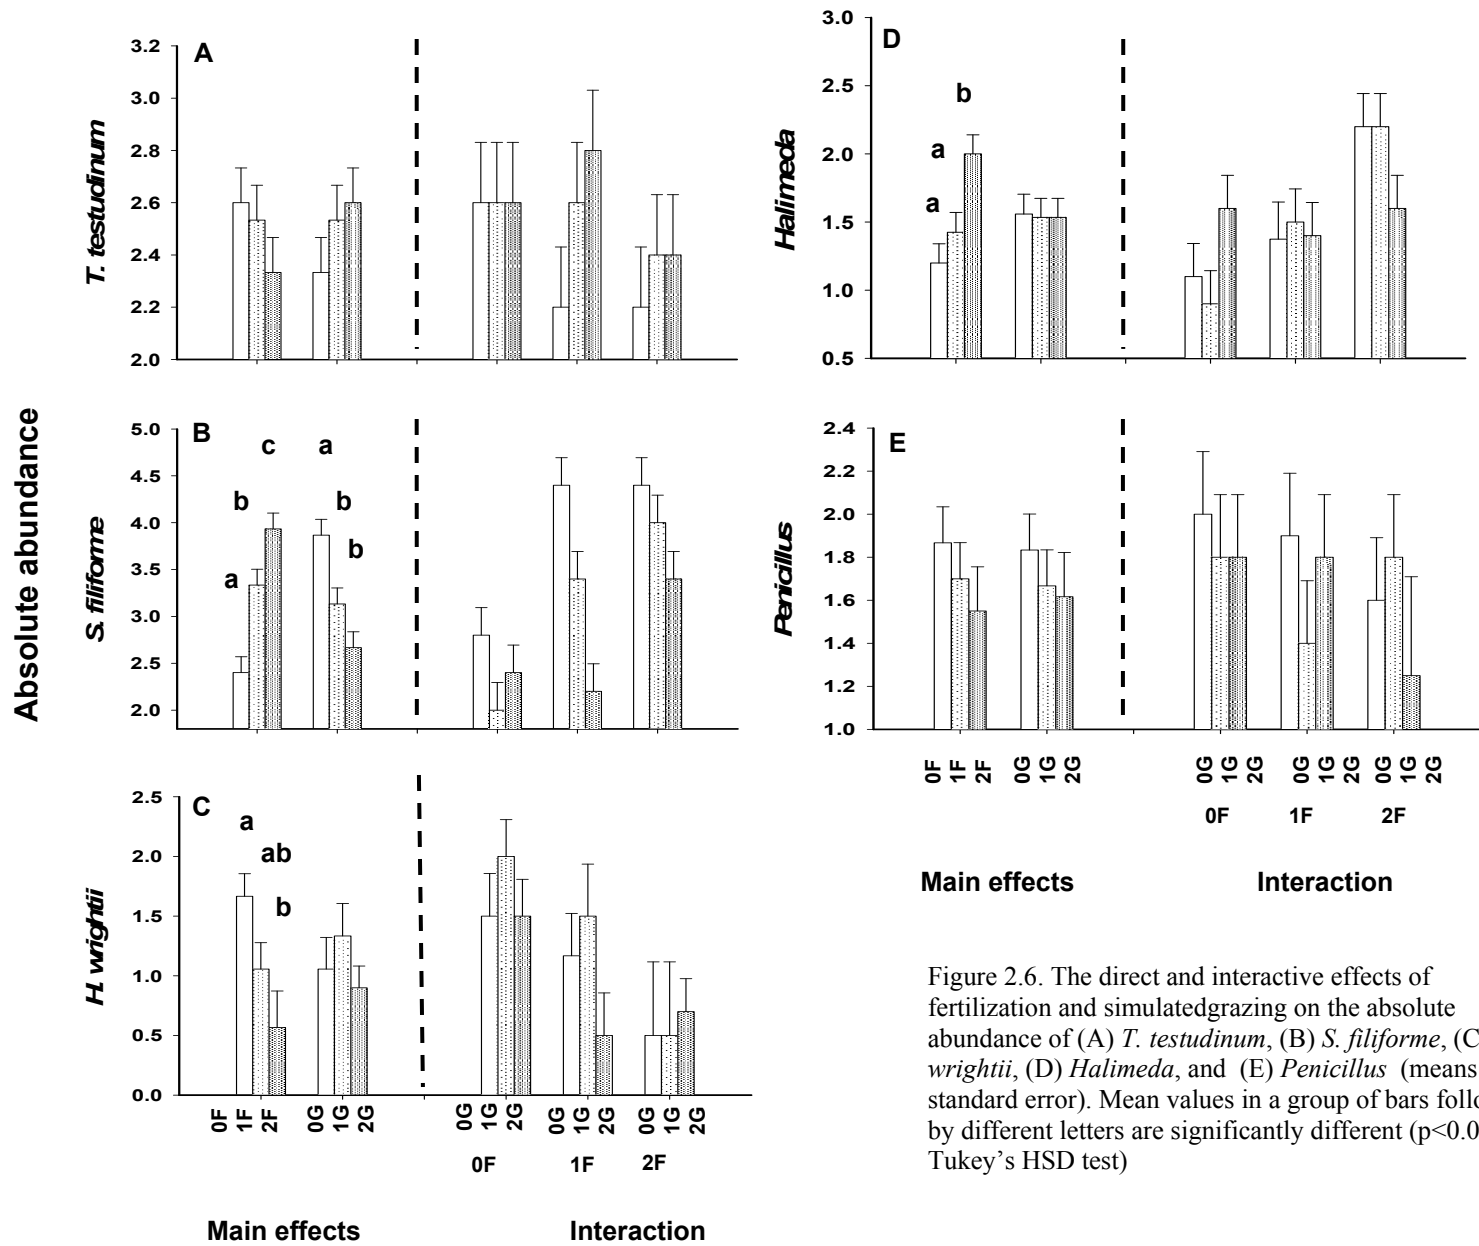 Absolute abundance
A
T. testudinum
3.2
3.0
2.8
2.6
2.4
2.2
2.0
B
S. filiforme
5.0
4.5
4.0
3.5
3.0
2.5
2.0
a
b
c
a
b
b
C
H. wrightii
2.5
2.0
1.5
1.0
0.5
0.0
a
ab
b
0F 1F 2F 0G 1G 2G 0G 1G 2G 0G 1G 2G 0G 1G 2G
0F 1F 2F
Main effects Interaction
D
Halimeda
3.0
2.5
2.0
1.5
1.0
0.5
a
a
b
E
Penicillus
2.4
2.2
2.0
1.8
1.6
1.4
1.2
1.0
0F 1F 2F 0G 1G 2G 0G 1G 2G 0G 1G 2G 0G 1G 2G
0F 1F 2F
Main effects Interaction
Figure 2.6. The direct and interactive effects of
fertilization and simulatedgrazing on the absolute
abundance of (A) T. testudinum, (B) S. filiforme, (C
wrightii, (D) Halimeda, and (E) Penicillus (means
standard error). Mean values in a group of bars follo
by different letters are significantly different (p<0.0
Tukey's HSD test)